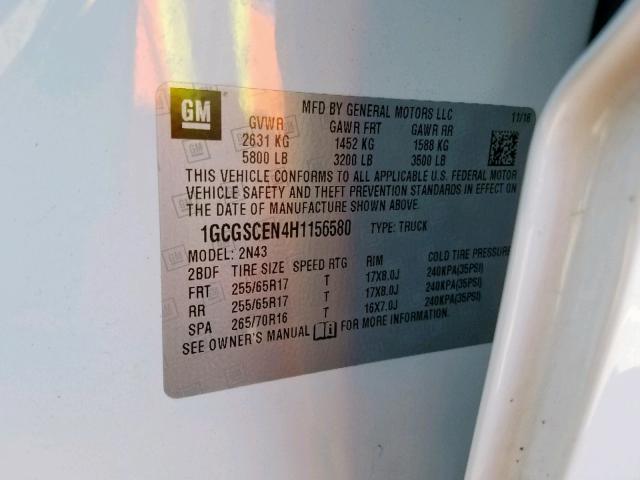 GM
MFD BY GENERAL MOTORS LLC 11/16
GVWR GAWR FRT GAWR RR
2631 KG 1452 KG 1588 KG
5800 LB 3200 LB 3500 LB
THIS VEHICLE CONFORMS TO ALL APPLICABLE U.S. FEDERAL MOTOR
VEHICLE SAFETY AND THEFT PREVENTION STANDARDS IN EFFECT ON
THE DATE OF MANUFACTURE SHOWN ABOVE.
1GCGSCEN4H1156580 TYPE: TRUCK
MODEL: 2N43
2BDF TIRE SIZE SPEED RTG RIM COLD TIRE PRESSURE
FRT 255/65R17 T 17X8.0J 240KPA(35PSI)
RR 255/65R17 T 17X8.0J 240KPA(35PSI)
SPA 265/70R16 T 16X7.0J 240KPA(35PSI)
SEE OWNER'S MANUAL FOR MORE INFORMATION.